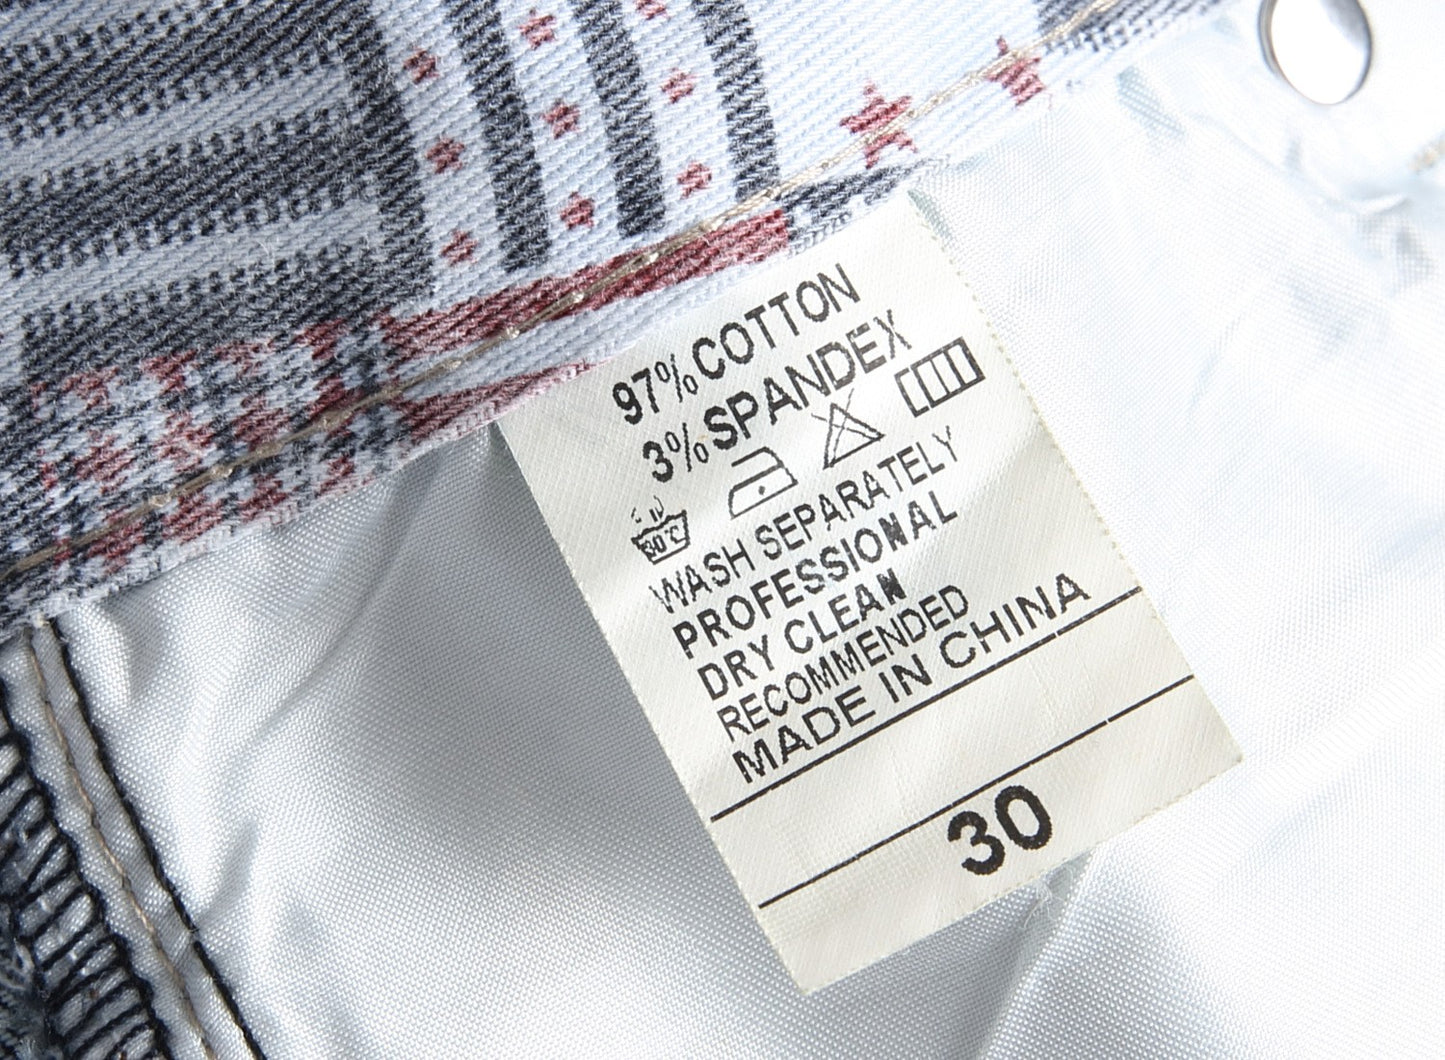 97% COTTON
3% SPANDEX
30°C
WASH SEPARATELY
PROFESSIONAL
DRY CLEAN
RECOMMENDED
MADE IN CHINA
30